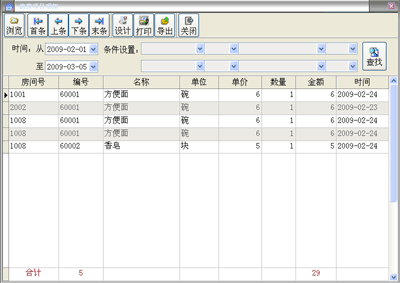 浏览 首条 上条 下条 末条 设计 打印 导出 关闭
时间,从 2009-02-01 条件设置:
至 2009-03-05 查找
房间号 编号 名称 单位 单价 数量 金额 时间
1001 60001 方便面 碗 6 1 6 2009-02-24
2002 60001 方便面 碗 6 1 6 2009-02-23
1008 60001 方便面 碗 6 1 6 2009-02-24
1008 60001 方便面 碗 6 1 6 2009-02-24
1008 60002 香皂 块 5 1 5 2009-02-24
合计 5 29